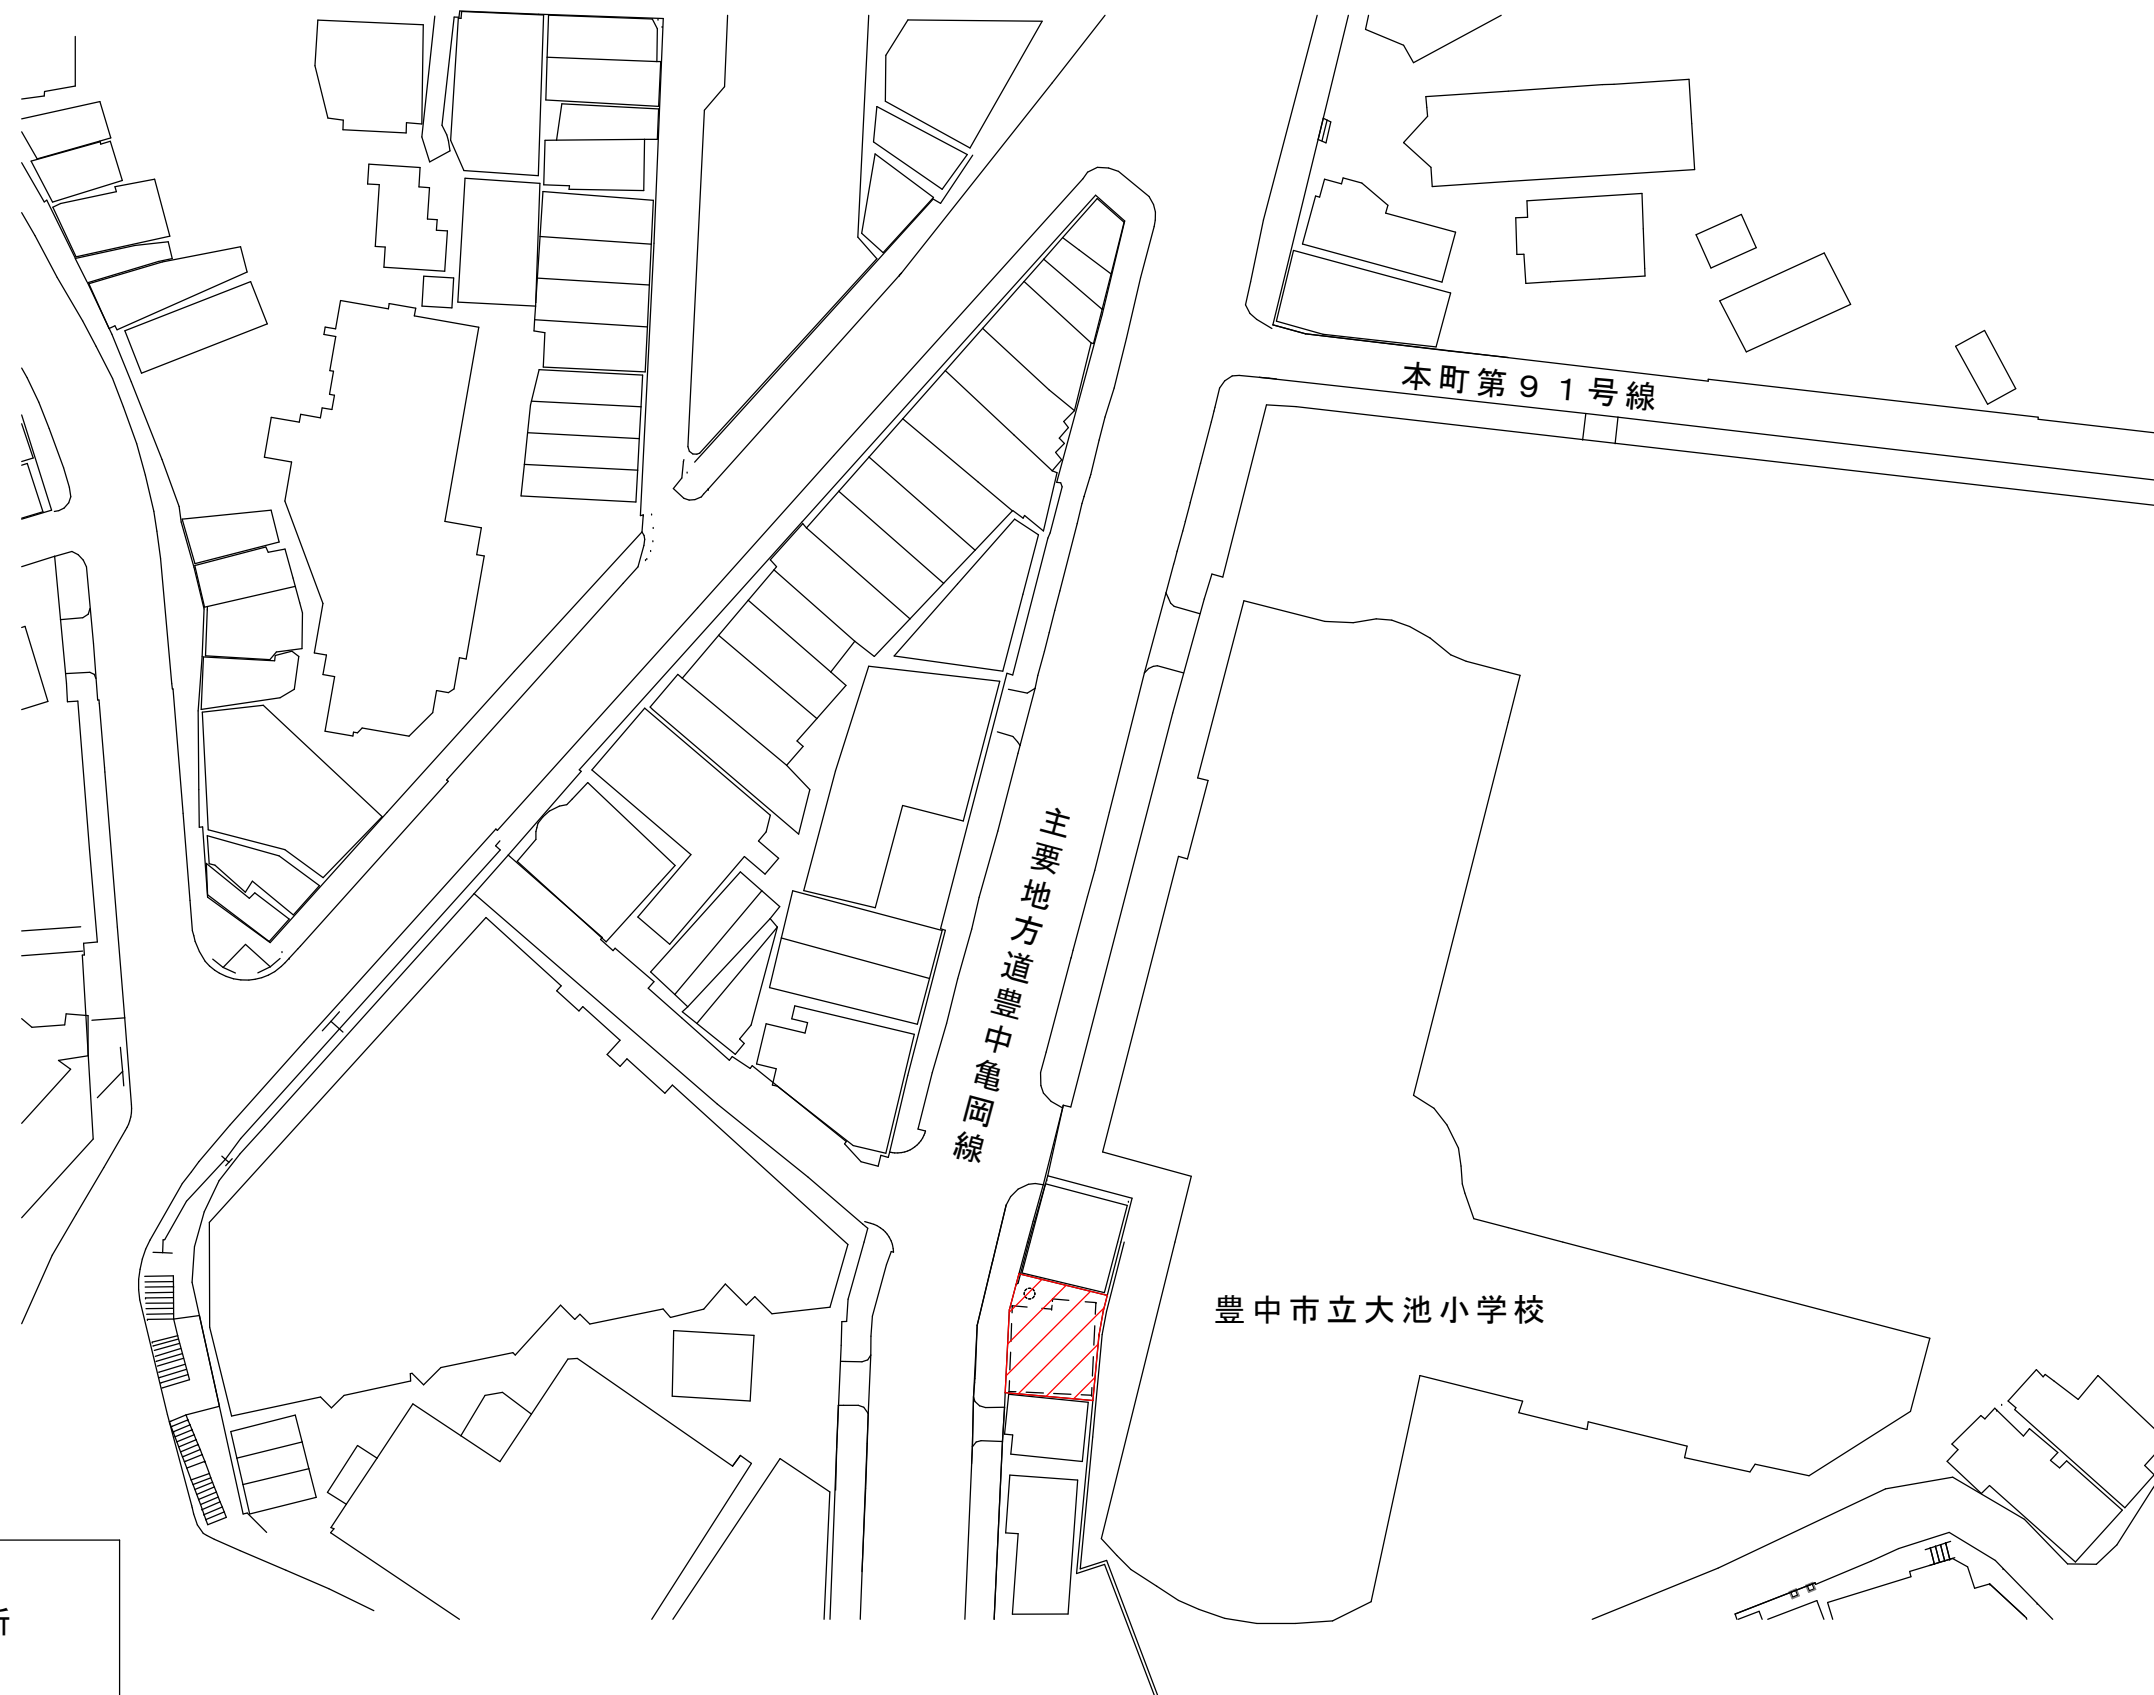 本町第９１号線
主要地方道豊中亀岡線
豊中市立大池小学校